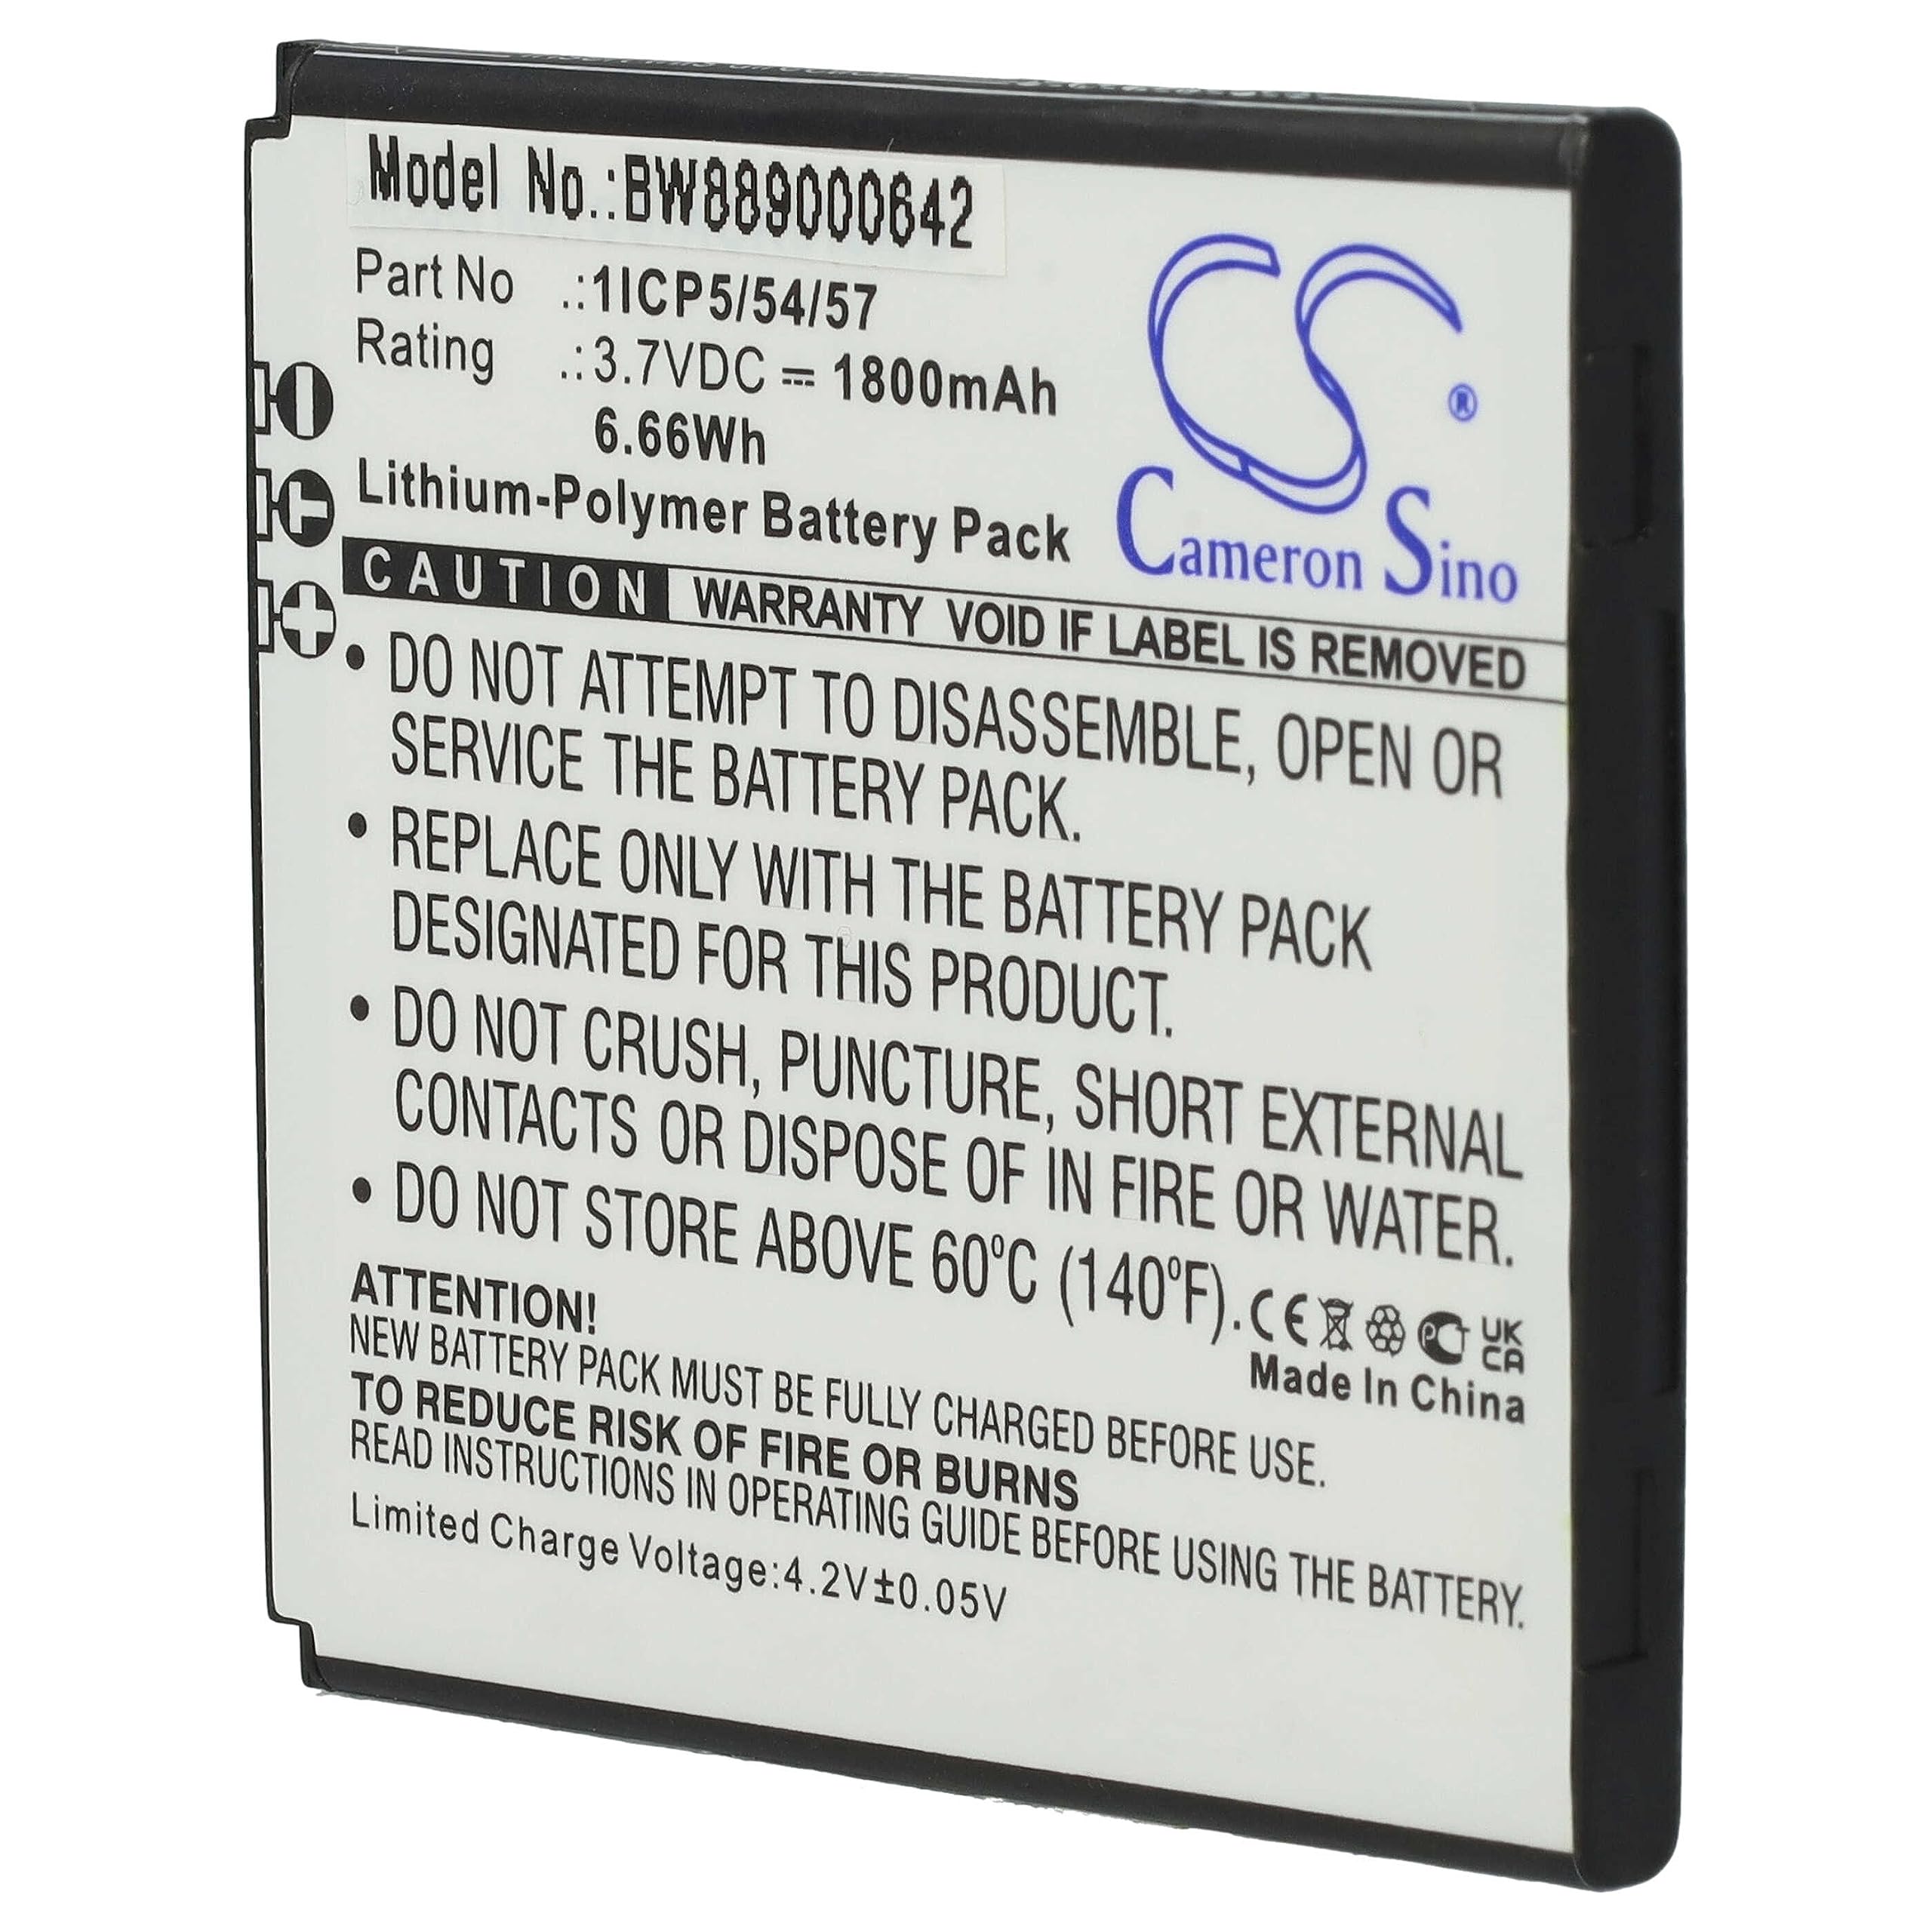 Model No.:BW889000642
Part No .:1ICP5/54/57
Rating .:3.7VDC 1800mAh
6.66Wh
Lithium-Polymer Battery Pack
CS ®
Cameron Sino
CAUTION WARRANTY VOID IF LABEL IS REMOVED
• DO NOT ATTEMPT TO DISASSEMBLE, OPEN OR
SERVICE THE BATTERY PACK.
• REPLACE ONLY WITH THE BATTERY PACK
DESIGNATED FOR THIS PRODUCT.
• DO NOT CRUSH, PUNCTURE, SHORT EXTERNAL
CONTACTS OR DISPOSE OF IN FIRE OR WATER.
• DO NOT STORE ABOVE 60°C (140°F).
CE PCT UK
CA
Made In China
ATTENTION!
NEW BATTERY PACK MUST BE FULLY CHARGED BEFORE USE.
TO REDUCE RISK OF FIRE OR BURNS
READ INSTRUCTIONS IN OPERATING GUIDE BEFORE USING THE BATTERY.
Limited Charge Voltage:4.2V±0.05V